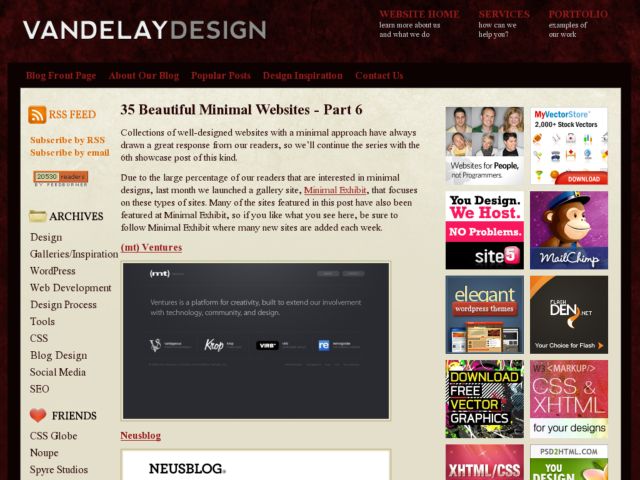 VANDELAYDESIGN
WEBSITE HOME
learn more about us
and what we do
SERVICES
how can we
help you?
PORTFOLIO
examples of
our work
Blog Front Page
About Our Blog
Popular Posts
Design Inspiration
Contact Us
RSS FEED
Subscribe by RSS
Subscribe by email
20530 readers
BY FEEDBURNER
ARCHIVES
Design
Galleries/Inspiration
WordPress
Web Development
Design Process
Tools
CSS
Blog Design
Social Media
SEO
FRIENDS
CSS Globe
Noupe
Spyre Studios
35 Beautiful Minimal Websites - Part 6
Collections of well-designed websites with a minimal approach have always
drawn a great response from our readers, so we'll continue the series with the
6th showcase post of this kind.
Due to the large percentage of our readers that are interested in minimal
designs, last month we launched a gallery site, Minimal Exhibit, that focuses
on these types of sites. Many of the sites featured in this post have also been
featured at Minimal Exhibit, so if you like what you see here, be sure to
follow Minimal Exhibit where many new sites are added each week.
(mt) Ventures
(mt)
Ventures is a platform for creativity, built to extend our involvement
with technology, community, and design.
Krop
VIRB
re
Neusblog
NEUSBLOG
Websites for People,
not Programmers.
MyVectorStore
2,000+ Stock Vectors
DOWNLOAD
You Design.
We Host.
NO Problems.
site5
MailChimp
elegant
wordpress themes
FLASH
DEN.NET
Your Choice for Flash
DOWNLOAD
FREE
VECTOR
GRAPHICS.
W3 <MARKUP/>
CSS &
XHTML
for your designs
XHTML/CSS
PSD2HTML.COM
YOU
DESIGN